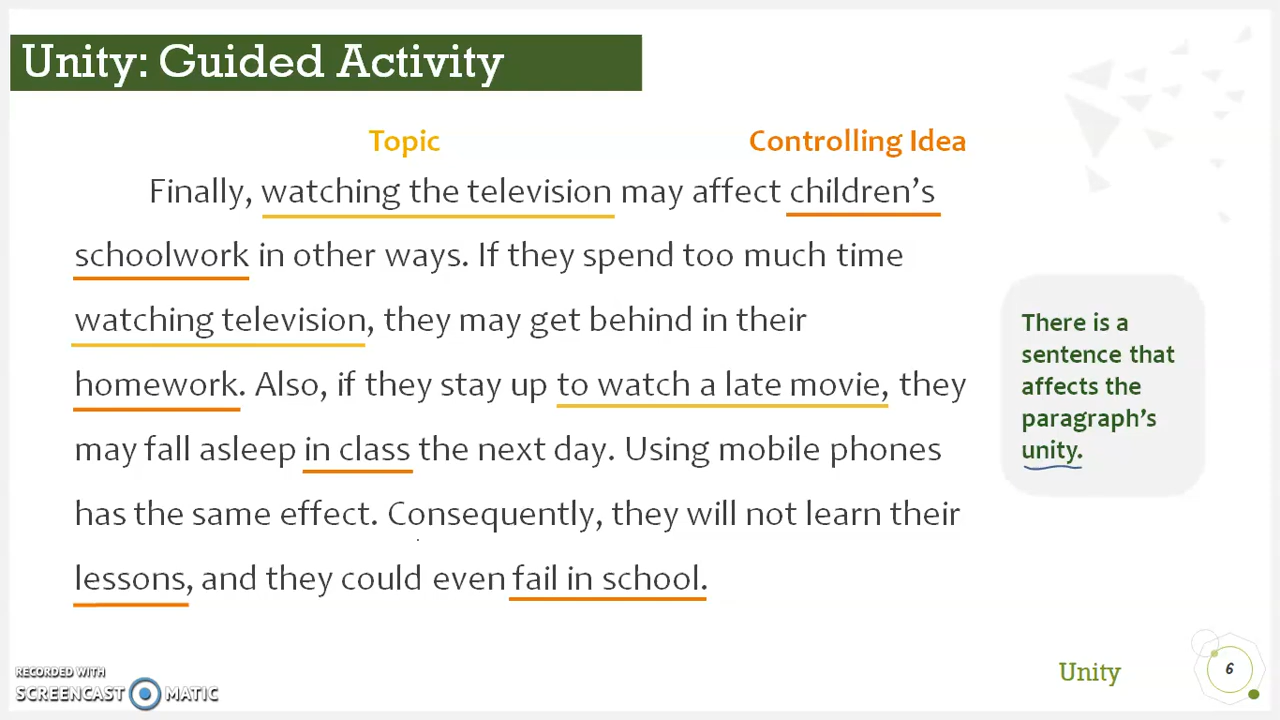 Unity: Guided Activity
Topic
Controlling Idea
Finally, watching the television may affect children's
schoolwork in other ways. If they spend too much time
watching television, they may get behind in their
homework. Also, if they stay up to watch a late movie, they
may fall asleep in class the next day. Using mobile phones
has the same effect. Consequently, they will not learn their
lessons, and they could even fail in school.
There is a
sentence that
affects the
paragraph's
unity.
Unity
6
RECORDED WITH
SCREENCAST MATIC